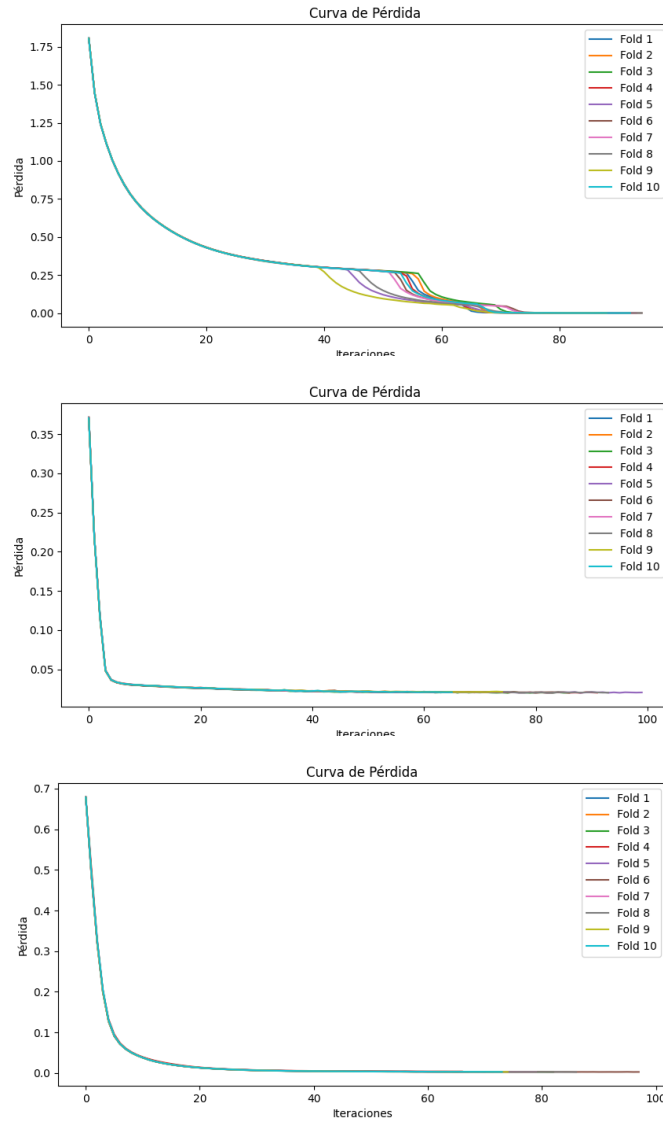 Curva de Pérdida
Pérdida
1.75
1.50
1.25
1.00
0.75
0.50
0.25
0.00
Fold 1
Fold 2
Fold 3
Fold 4
Fold 5
Fold 6
Fold 7
Fold 8
Fold 9
Fold 10
0
20
40
60
80
Iteraciones
Curva de Pérdida
Pérdida
0.35
0.30
0.25
0.20
0.15
0.10
0.05
Fold 1
Fold 2
Fold 3
Fold 4
Fold 5
Fold 6
Fold 7
Fold 8
Fold 9
Fold 10
0
20
40
60
80
100
Iteraciones
Curva de Pérdida
Pérdida
0.7
0.6
0.5
0.4
0.3
0.2
0.1
0.0
Fold 1
Fold 2
Fold 3
Fold 4
Fold 5
Fold 6
Fold 7
Fold 8
Fold 9
Fold 10
0
20
40
60
80
100
Iteraciones